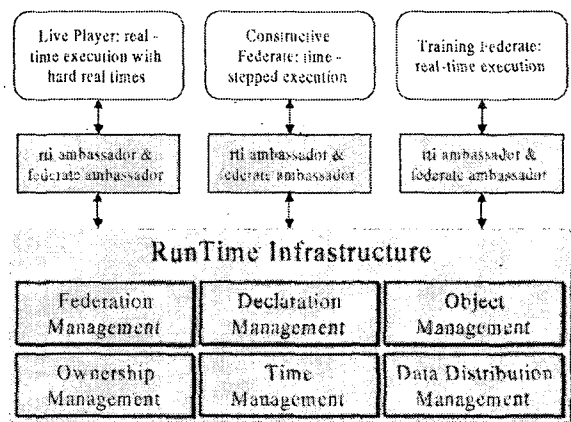 Live Player: real -
time execution with
hard real times
Constructive
Federate: time -
stepped execution
Training Federate:
real-time execution
rti ambassador &
federate ambassador
rti ambassador &
federate ambassador
rti ambassador &
federate ambassador
RunTime Infrastructure
Federation
Management
Declaration
Management
Object
Management
Ownership
Management
Time
Management
Data Distribution
Management